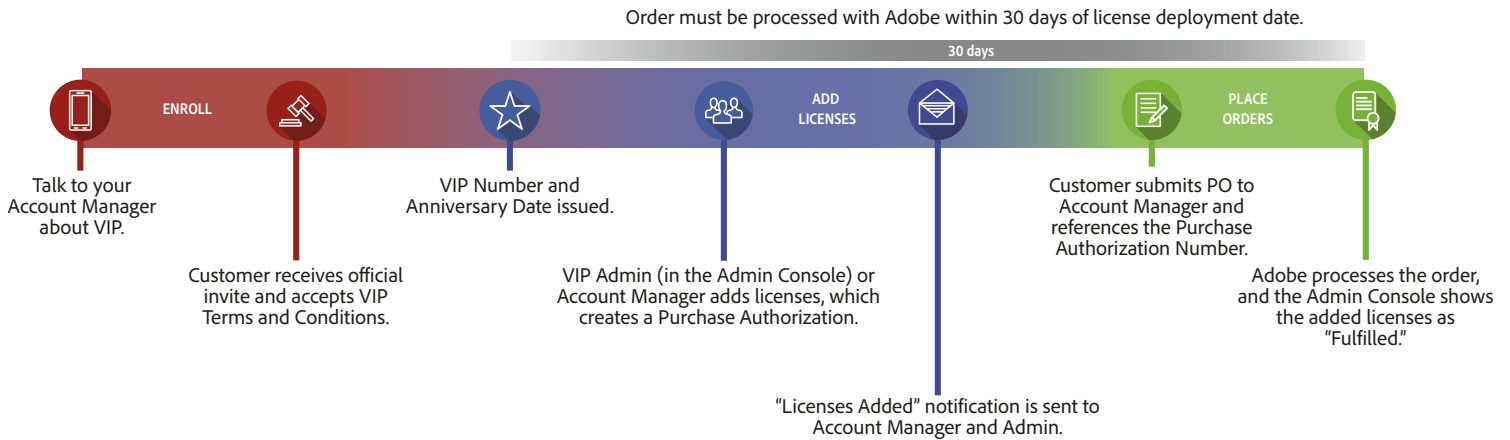 Order must be processed with Adobe within 30 days of license deployment date.
30 days
ENROLL
ADD
LICENSES
PLACE
ORDERS
Talk to your
Account Manager
about VIP.
Customer receives official
invite and accepts VIP
Terms and Conditions.
VIP Number and
Anniversary Date issued.
VIP Admin (in the Admin Console) or
Account Manager adds licenses, which
creates a Purchase Authorization.
“Licenses Added” notification is sent to
Account Manager and Admin.
Customer submits PO to
Account Manager and
references the Purchase
Authorization Number.
Adobe processes the order,
and the Admin Console shows
the added licenses as
“Fulfilled.”